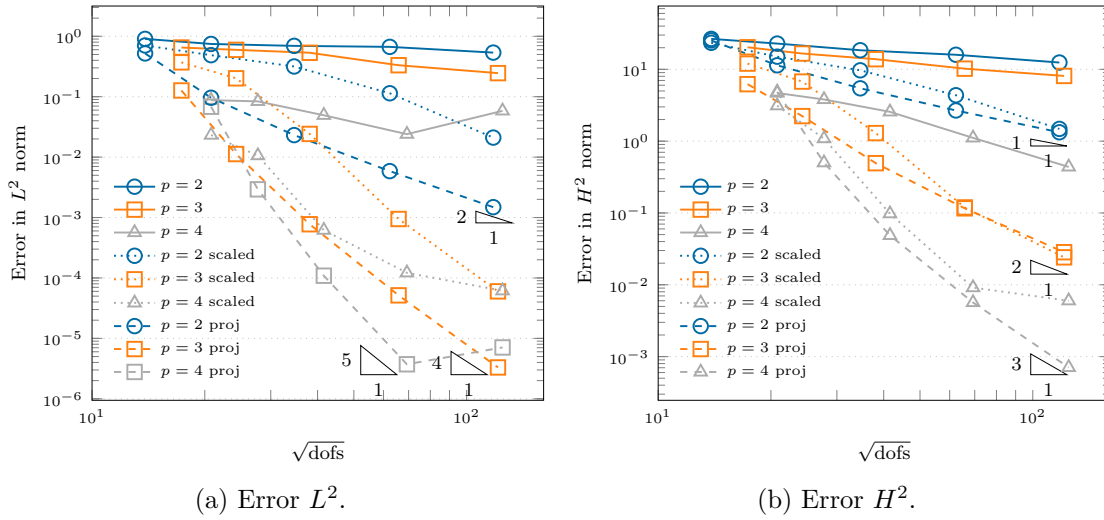 10^0
10^{-1}
10^{-2}
10^{-3}
10^{-4}
10^{-5}
10^{-6}
Error in L^2 norm
p = 2
p = 3
p = 4
p = 2 scaled
p = 3 scaled
p = 4 scaled
p = 2 proj
p = 3 proj
p = 4 proj
2
1
5
1
4
1
10^1
10^2
√dofs
(a) Error L^2.
10^1
10^0
10^{-1}
10^{-2}
10^{-3}
Error in H^2 norm
p = 2
p = 3
p = 4
p = 2 scaled
p = 3 scaled
p = 4 scaled
p = 2 proj
p = 3 proj
p = 4 proj
1
1
2
1
3
1
10^1
10^2
√dofs
(b) Error H^2.